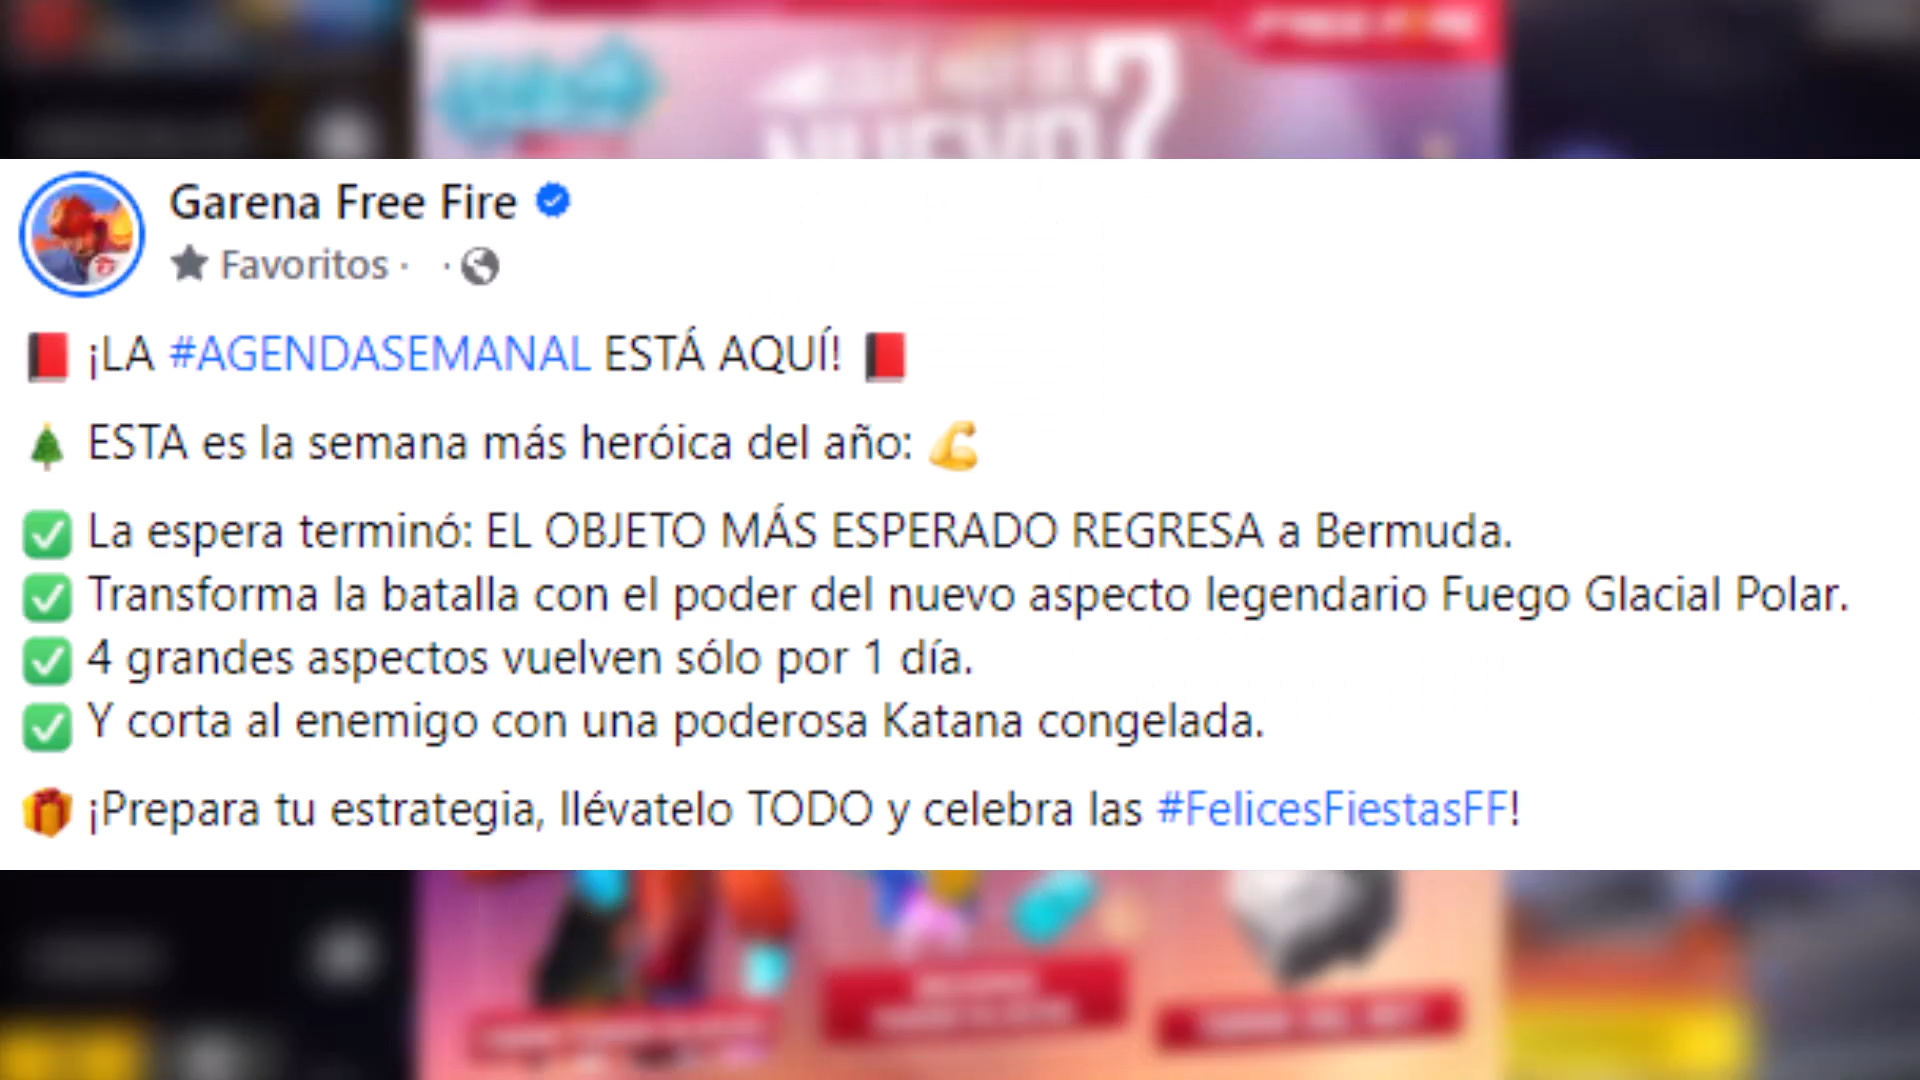 NUEVO?
Garena Free Fire
Favoritos · ·
¡LA #AGENDASEMANAL ESTÁ AQUÍ!
ESTA es la semana más heróica del año:
La espera terminó: EL OBJETO MÁS ESPERADO REGRESA a Bermuda.
Transforma la batalla con el poder del nuevo aspecto legendario Fuego Glacial Polar.
4 grandes aspectos vuelven sólo por 1 día.
Y corta al enemigo con una poderosa Katana congelada.
¡Prepara tu estrategia, llévatelo TODO y celebra las #FelicesFiestasFF!